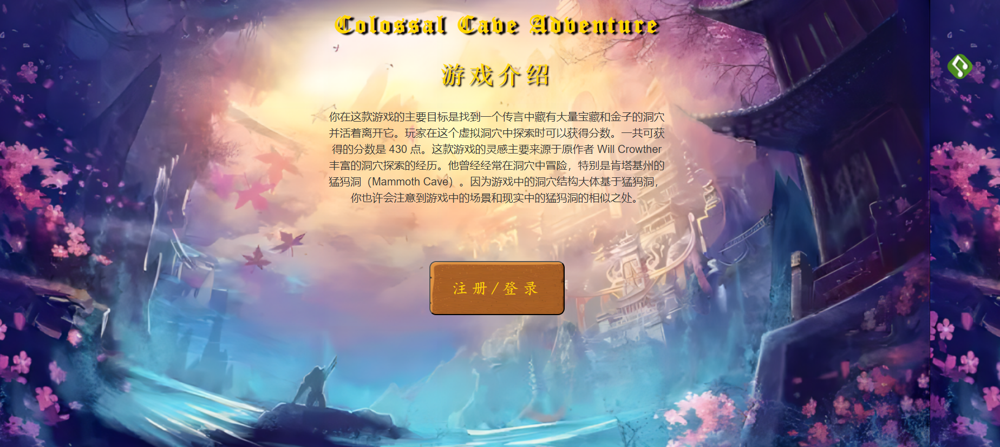 Colossal Cave Adventure
游戏介绍
你在这款游戏的主要目标是找到一个传言中藏有大量宝藏和金子的洞穴
并活着离开它。玩家在这个虚拟洞穴中探索时可以获得分数。一共可获
得的分数是 430 点。这款游戏的灵感主要来源于原作者 Will Crowther
丰富的洞穴探索的经历。他曾经经常在洞穴中冒险，特别是肯塔基州的
猛犸洞（Mammoth Cave）。因为游戏中的洞穴结构大体基于猛犸洞，
你也许会注意到游戏中的场景和现实中的猛犸洞的相似之处。
注册/登录